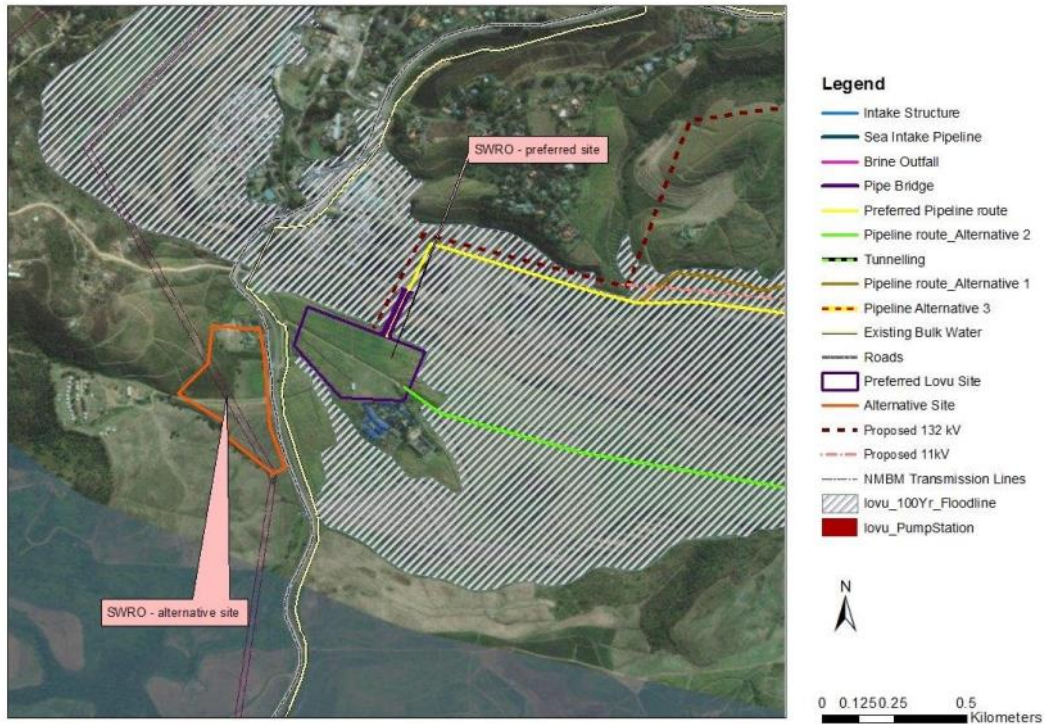 SWRO - preferred site
SWRO - alternative site
Legend
Intake Structure
Sea Intake Pipeline
Brine Outfall
Pipe Bridge
Preferred Pipeline route
Pipeline route_Alternative 2
Tunnelling
Pipeline route_Alternative 1
Pipeline Alternative 3
Existing Bulk Water
Roads
Preferred Lovu Site
Alternative Site
Proposed 132 kV
Proposed 11kV
NMBM Transmission Lines
lovu_100Yr_Floodline
lovu_PumpStation
N
0 0.1250.25 0.5
Kilometers